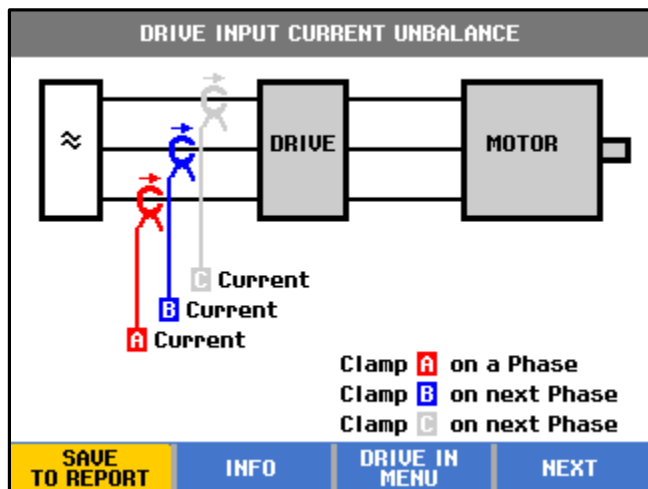 DRIVE INPUT CURRENT UNBALANCE
≈
DRIVE
MOTOR
C Current
B Current
A Current
Clamp A on a Phase
Clamp B on next Phase
Clamp C on next Phase
SAVE
TO REPORT
INFO
DRIVE IN
MENU
NEXT